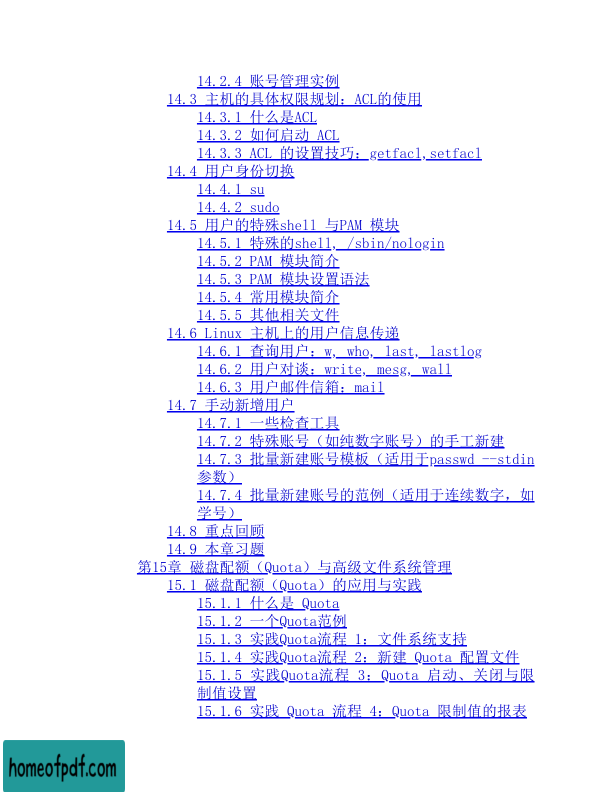 14.2.4 账号管理实例
14.3 主机的具体权限规划：ACL的使用
14.3.1 什么是ACL
14.3.2 如何启动 ACL
14.3.3 ACL 的设置技巧：getfacl,setfacl
14.4 用户身份切换
14.4.1 su
14.4.2 sudo
14.5 用户的特殊shell 与PAM 模块
14.5.1 特殊的shell, /sbin/nologin
14.5.2 PAM 模块简介
14.5.3 PAM 模块设置语法
14.5.4 常用模块简介
14.5.5 其他相关文件
14.6 Linux 主机上的用户信息传递
14.6.1 查询用户：w, who, last, lastlog
14.6.2 用户对谈：write, mesg, wall
14.6.3 用户邮件信箱：mail
14.7 手动新增用户
14.7.1 一些检查工具
14.7.2 特殊账号（如纯数字账号）的手工新建
14.7.3 批量新建账号模板（适用于passwd --stdin
参数）
14.7.4 批量新建账号的范例（适用于连续数字，如
学号）
14.8 重点回顾
14.9 本章习题
第15章 磁盘配额（Quota）与高级文件系统管理
15.1 磁盘配额（Quota）的应用与实践
15.1.1 什么是 Quota
15.1.2 一个Quota范例
15.1.3 实践Quota流程 1：文件系统支持
15.1.4 实践Quota流程 2：新建 Quota 配置文件
15.1.5 实践Quota流程 3：Quota 启动、关闭与限
制值设置
15.1.6 实践 Quota 流程 4：Quota 限制值的报表
homeofpdf.com